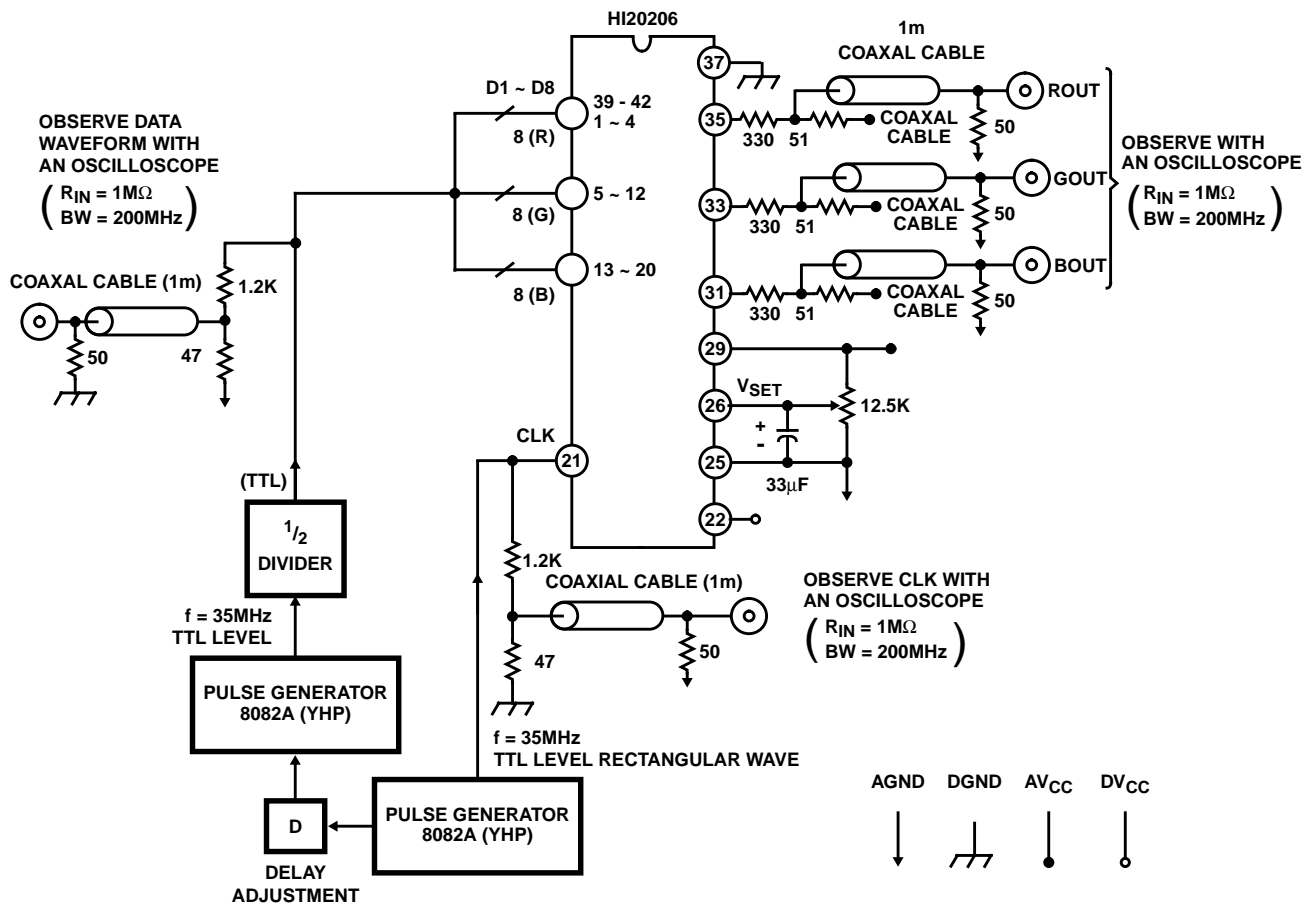 HI20206
1m
COAXAL CABLE
37
D1 ~ D8
39 - 42
1 ~ 4
8 (R)
35
330
51
COAXAL
CABLE
50
ROUT
OBSERVE DATA
WAVEFORM WITH
AN OSCILLOSCOPE
( RIN = 1MΩ
BW = 200MHz )
5 ~ 12
8 (G)
33
330
51
COAXAL
CABLE
50
GOUT
OBSERVE WITH
AN OSCILLOSCOPE
( RIN = 1MΩ
BW = 200MHz )
13 ~ 20
8 (B)
31
330
51
COAXAL
CABLE
50
BOUT
COAXAL CABLE (1m)
1.2K
50
47
29
VSET
26
12.5K
+
-
25
33µF
22
CLK
21
(TTL)
1/2
DIVIDER
f = 35MHz
TTL LEVEL
PULSE GENERATOR
8082A (YHP)
D
DELAY
ADJUSTMENT
1.2K
COAXIAL CABLE (1m)
47
50
OBSERVE CLK WITH
AN OSCILLOSCOPE
( RIN = 1MΩ
BW = 200MHz )
f = 35MHz
TTL LEVEL RECTANGULAR WAVE
PULSE GENERATOR
8082A (YHP)
AGND DGND AVCC DVCC